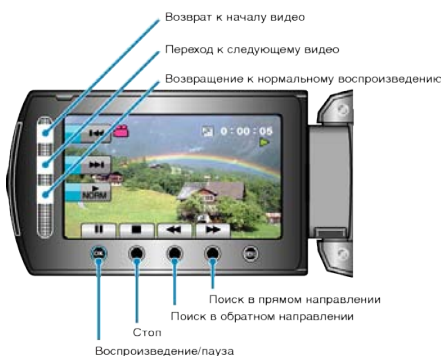 Возврат к началу видео
Переход к следующему видео
Возвращение к нормальному воспроизведению
0:00:05
NORM
OK
Поиск в прямом направлении
Поиск в обратном направлении
Стоп
Воспроизведение/пауза